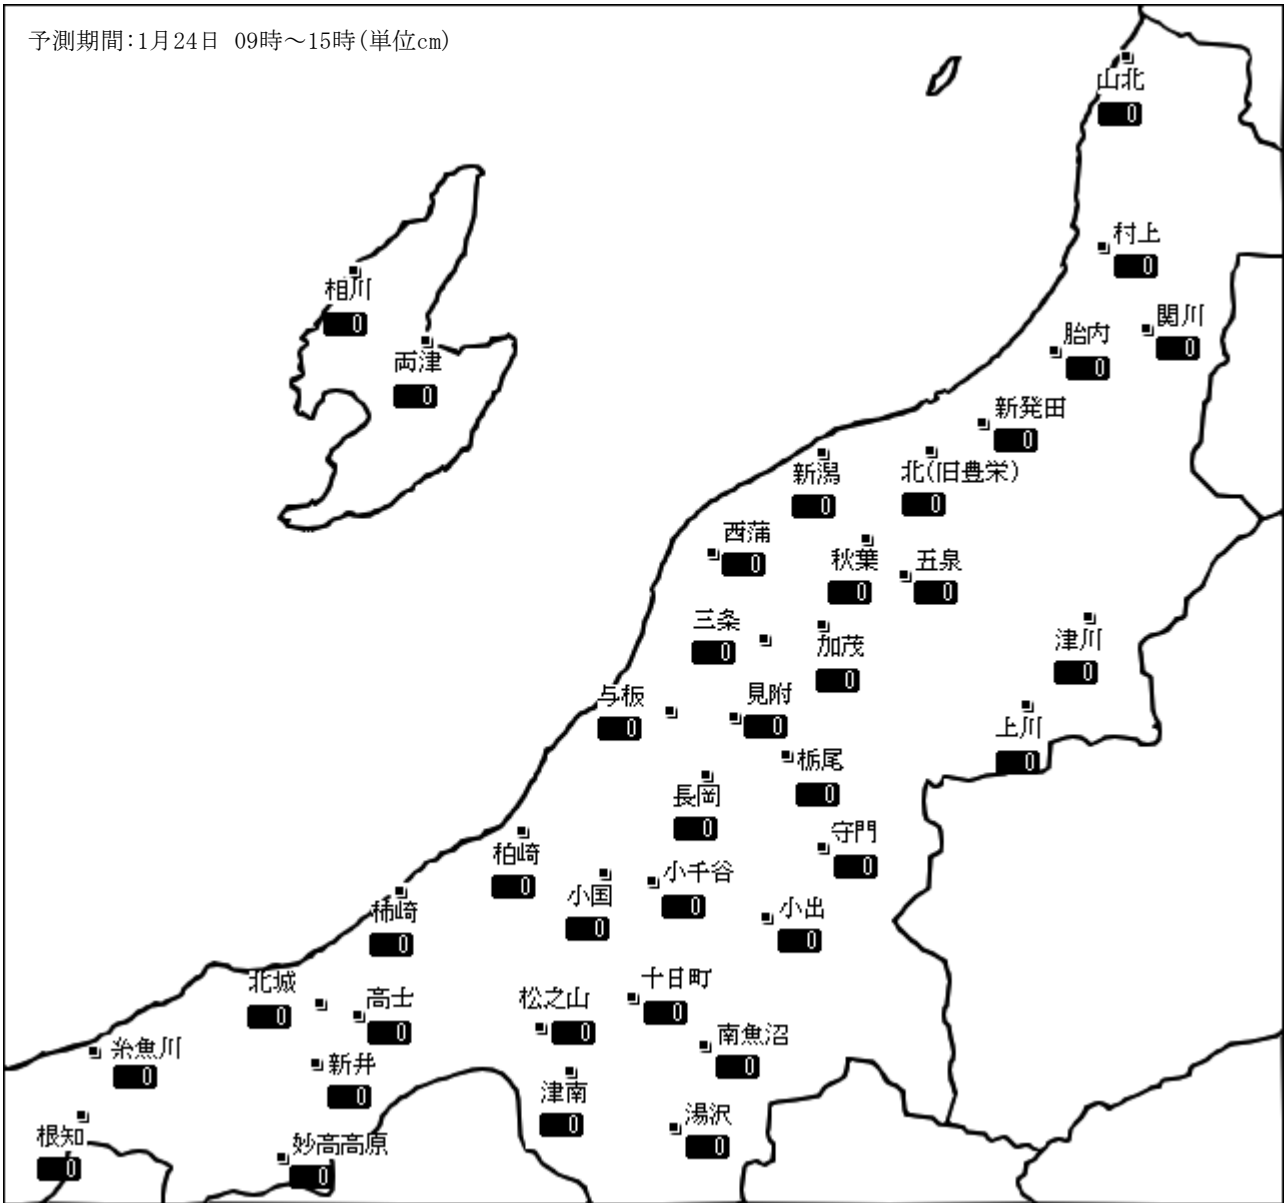 予測期間:1月24日 09時～15時(単位cm)
山北
0
村上
0
相川
0
関川
0
胎内
0
両津
0
新発田
0
新潟
0
北(旧豊栄)
0
西蒲
0
秋葉
0
五泉
0
三条
0
加茂
0
津川
0
与板
0
見附
0
上川
0
栃尾
0
長岡
0
守門
0
柏崎
0
小国
0
小千谷
0
小出
0
柿崎
0
北城
0
高士
0
松之山
0
十日町
0
南魚沼
0
糸魚川
0
新井
0
津南
0
湯沢
0
根知
0
妙高高原
0